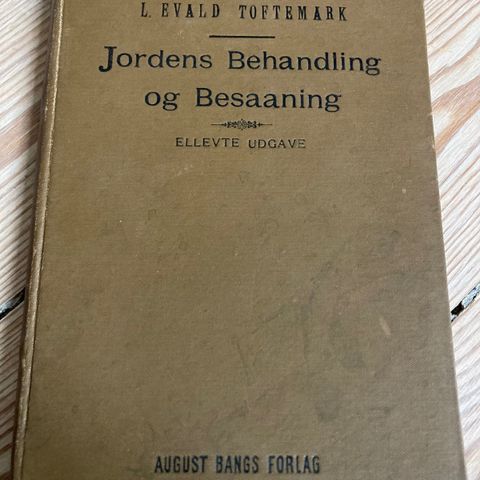 L. EVALD TOFTEMARK
Jordens Behandling
og Besaaning
ELLEVTE UDGAVE
AUGUST BANGS FORLAG